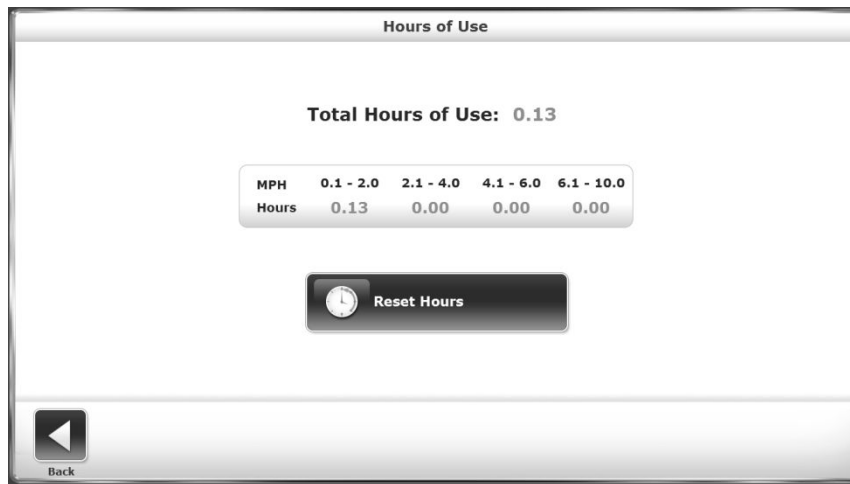 Hours of Use
Total Hours of Use: 0.13
MPH 0.1 - 2.0 2.1 - 4.0 4.1 - 6.0 6.1 - 10.0
Hours 0.13 0.00 0.00 0.00
Reset Hours
Back